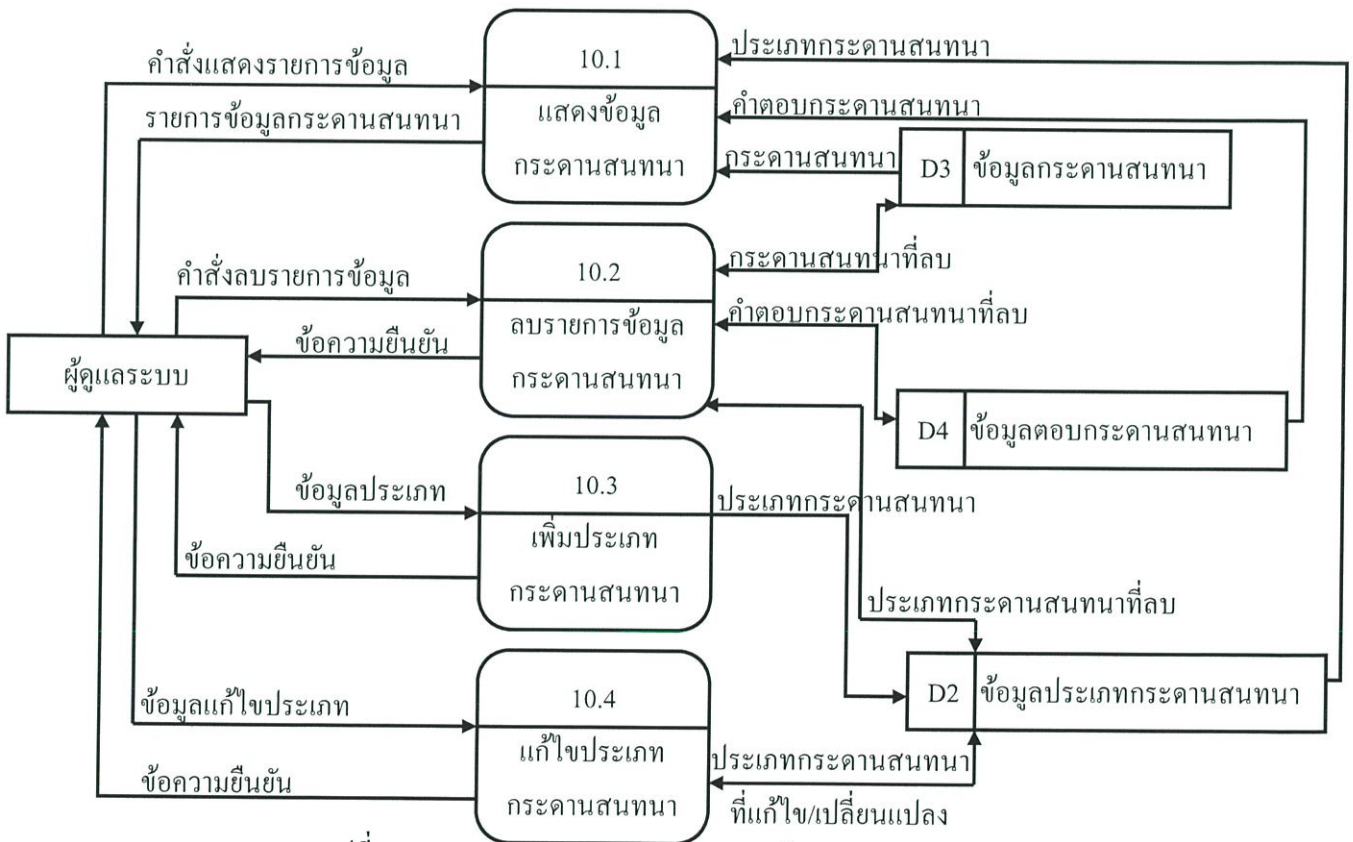 10.1
แสดงข้อมูล
กระดานสนทนา
คำสั่งแสดงรายการข้อมูล
รายการข้อมูลกระดานสนทนา
ประเภทกระดานสนทนา
คำตอบกระดานสนทนา
กระดานสนทนา
D3
ข้อมูลกระดานสนทนา
10.2
ลบรายการข้อมูล
กระดานสนทนา
คำสั่งลบรายการข้อมูล
ข้อความยืนยัน
กระดานสนทนาที่ลบ
คำตอบกระดานสนทนาที่ลบ
ผู้ดูแลระบบ
D4
ข้อมูลตอบกระดานสนทนา
10.3
เพิ่มประเภท
กระดานสนทนา
ข้อมูลประเภท
ข้อความยืนยัน
ประเภทกระดานสนทนา
ประเภทกระดานสนทนาที่ลบ
D2
ข้อมูลประเภทกระดานสนทนา
10.4
แก้ไขประเภท
กระดานสนทนา
ข้อมูลแก้ไขประเภท
ข้อความยืนยัน
ประเภทกระดานสนทนา
ที่แก้ไข/เปลี่ยนแปลง